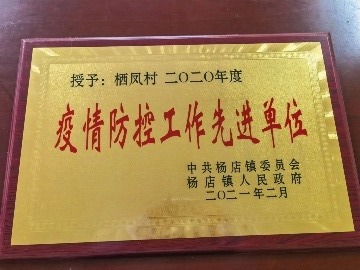 授予：栖凤村 二〇二〇年度
疫情防控工作先进单位
中共杨店镇委员会
杨店镇人民政府
二〇二一年二月